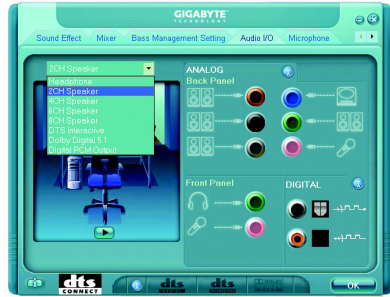 GIGABYTE
TECHNOLOGY
Sound Effect Mixer Bass Management Setting Audio I/O Microphone
2CH Speaker
Headphone
2CH Speaker
4CH Speaker
6CH Speaker
8CH Speaker
DTS Interactive
Dolby Digital 5.1
Digital PCM Output
ANALOG
Back Panel
Front Panel
DIGITAL
dts
CONNECT
dts
dts
OK